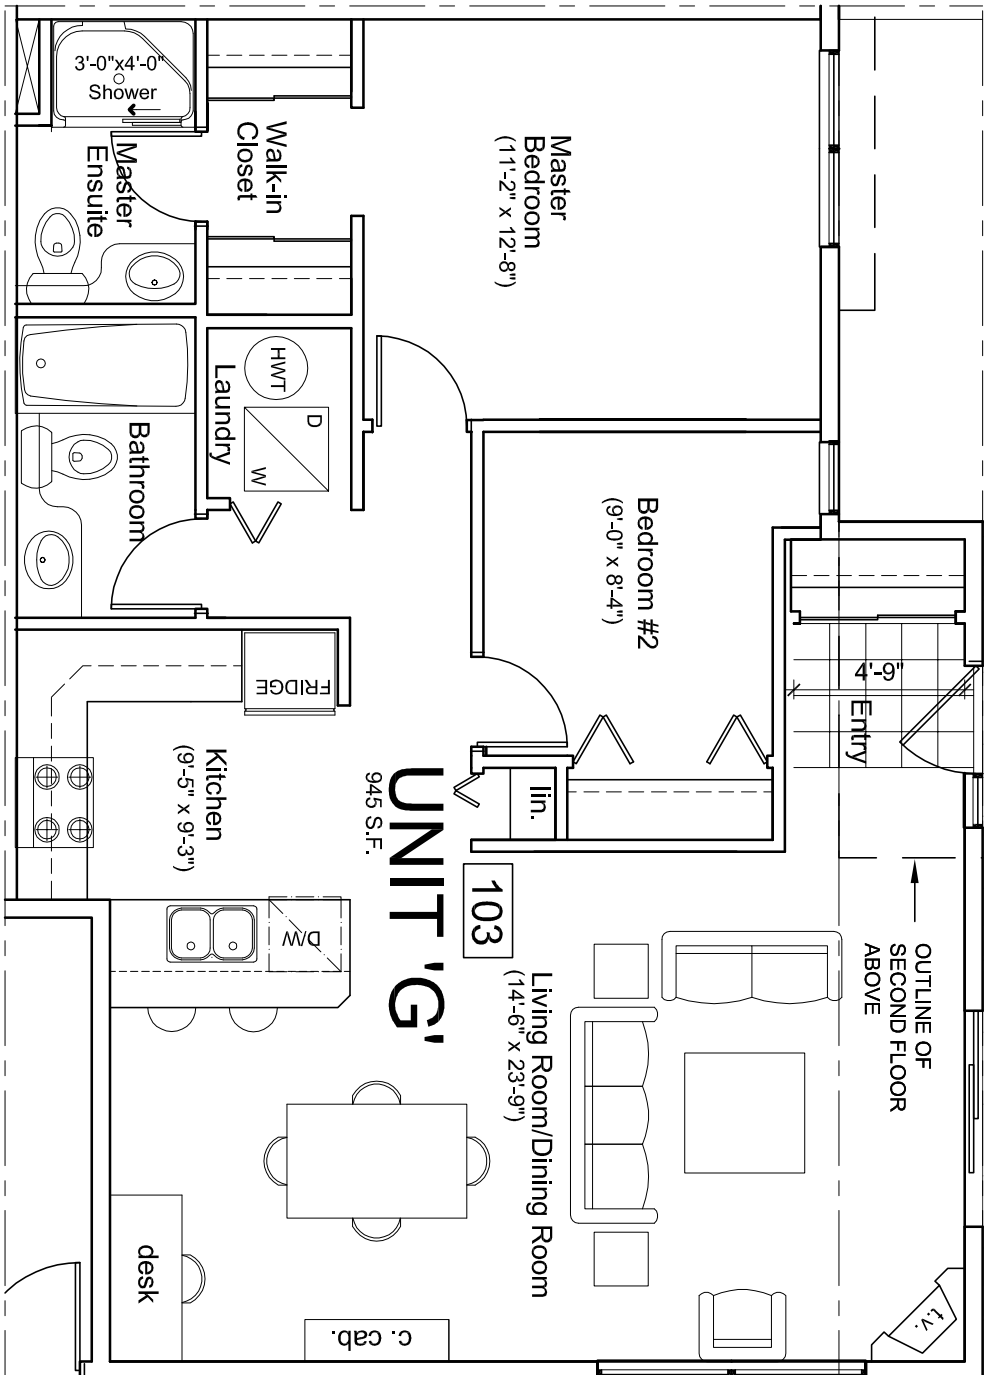 3'-0"x4'-0"
Shower
Master
Ensuite
Walk-in
Closet
Master
Bedroom
(11'-2" x 12'-8")
HWT
D
W
Laundry
Bathroom
Bedroom #2
(9'-0" x 8'-4")
4'-9"
Entry
FRIDGE
Kitchen
(9'-5" x 9'-3")
lin.
UNIT 'G'
945 S.F.
103
D/W
Living Room/Dining Room
(14'-6" x 23'-9")
OUTLINE OF
SECOND FLOOR
ABOVE
desk
c. cab.
t.v.